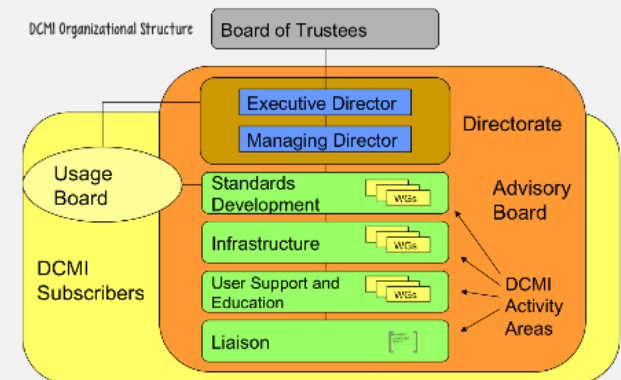 DCMI Organizational Structure
Board of Trustees
Executive Director
Managing Director
Directorate
Usage
Board
Standards
Development
WGs
Advisory
Board
Infrastructure
WGs
DCMI
Subscribers
User Support and
Education
WGs
DCMI
Activity
Areas
Liaison